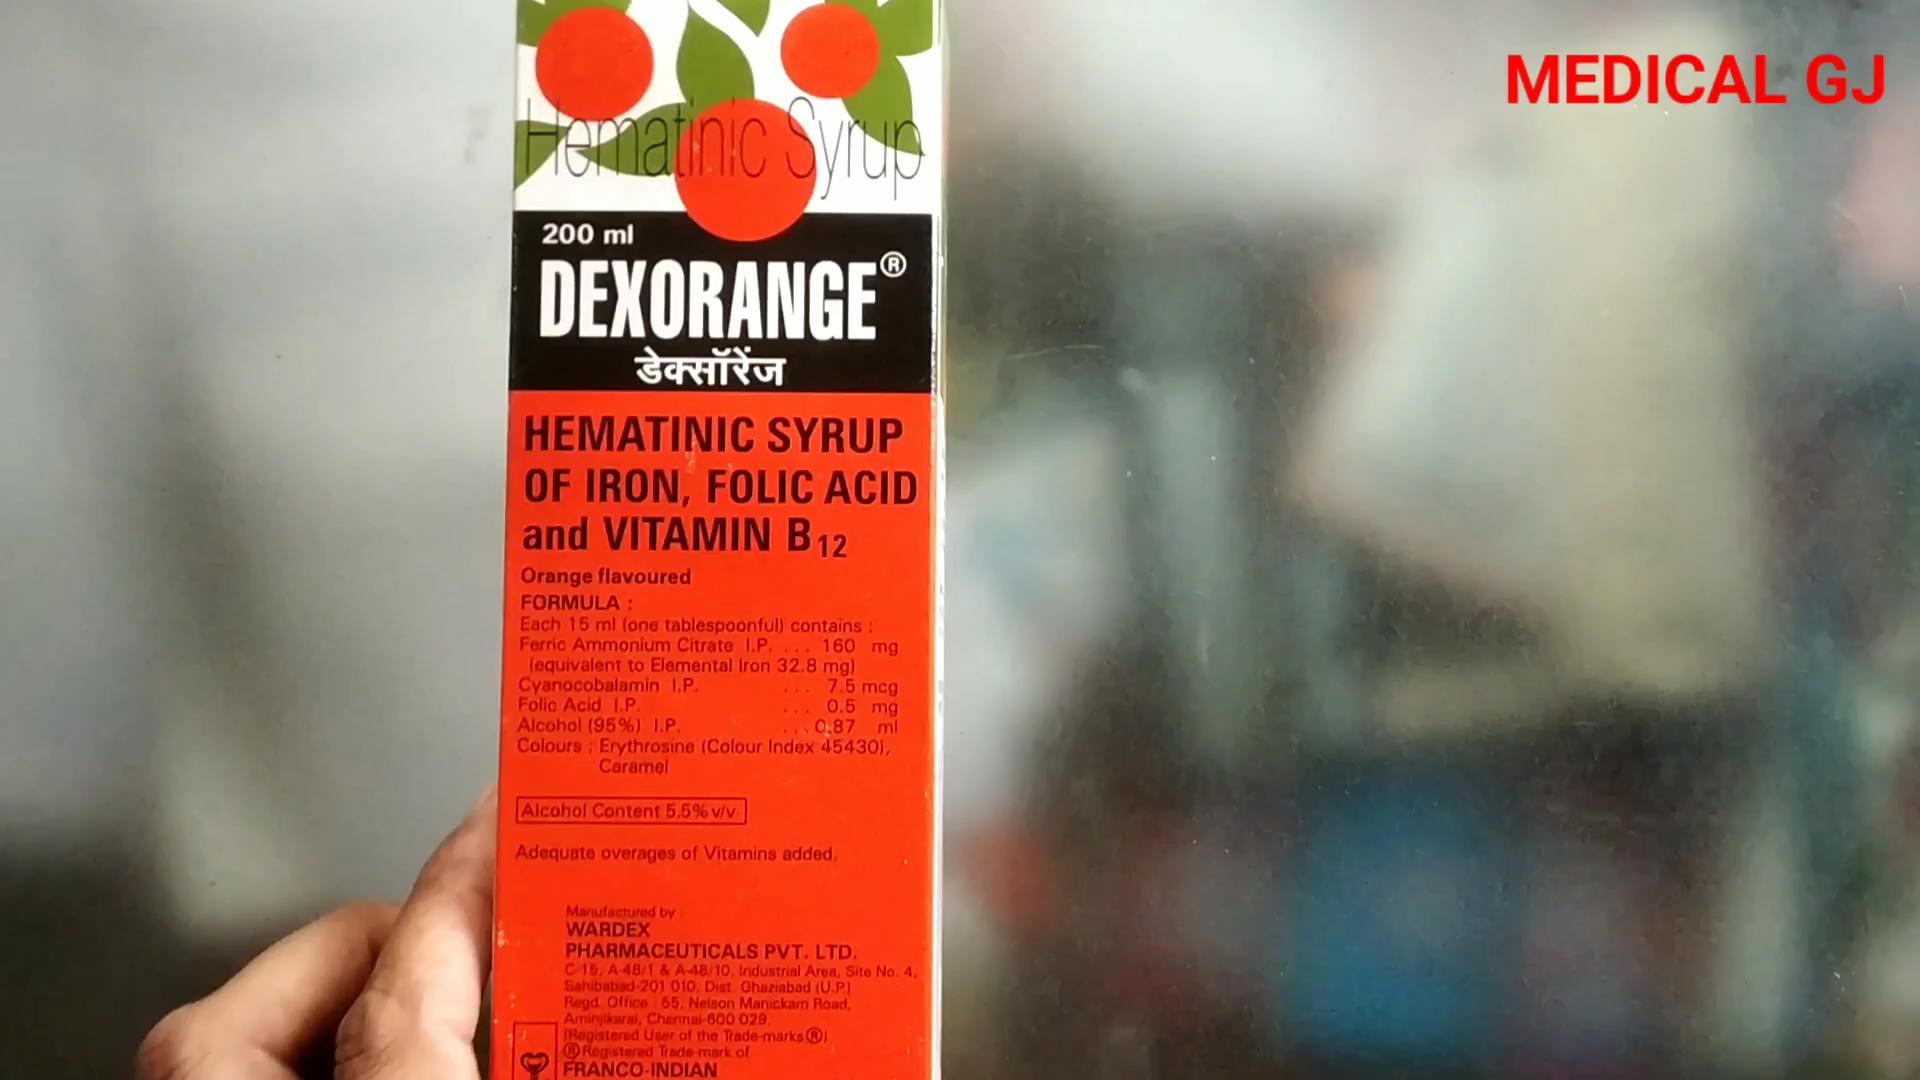 MEDICAL GJ
Hematinic Syrup
200 ml
DEXORANGE®
डेक्सॉरेंज
HEMATINIC SYRUP
OF IRON, FOLIC ACID
and VITAMIN B12
Orange flavoured
FORMULA :
Each 15 ml (one tablespoonful) contains :
Ferric Ammonium Citrate I.P. ... 160 mg
(equivalent to Elemental Iron 32.8 mg)
Cyanocobalamin I.P. ... 7.5 mcg
Folic Acid I.P. ... 0.5 mg
Alcohol (95%) I.P. ... 0.87 ml
Colours : Erythrosine (Colour Index 45430),
Caramel
Alcohol Content 5.5% v/v
Adequate overages of Vitamins added.
Manufactured by :
WARDEX
PHARMACEUTICALS PVT. LTD.
C-15, A-48/1 & A-48/10, Industrial Area, Site No. 4,
Sahibabad-201 010, Dist. Ghaziabad (U.P.)
Regd. Office : 55, Nelson Manickam Road,
Aminjikarai, Chennai-600 029.
(Registered User of the Trade-marks ®)
® Registered Trade-mark of
FRANCO-INDIAN